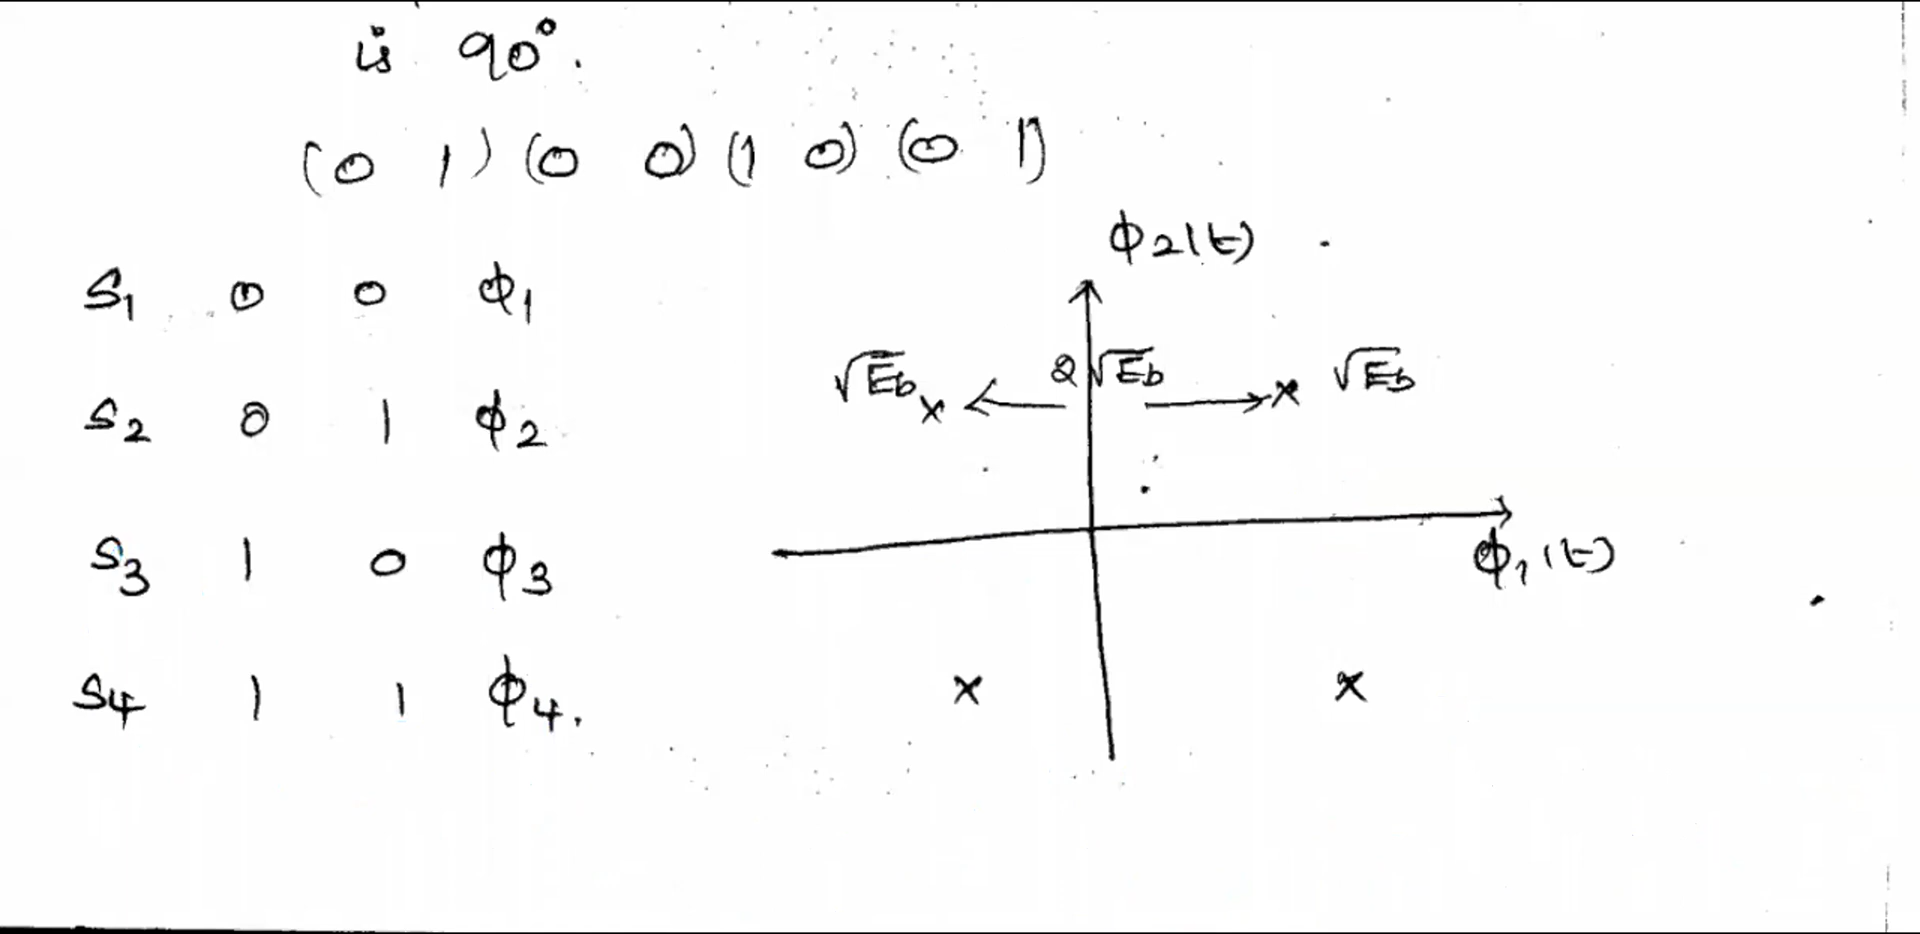 is 90°.
(0 1) (0 0) (1 0) (0 1)
ϕ2(t)
S1 0 0 ϕ1
√Eb x 2√Eb x √Eb
S2 0 1 ϕ2
S3 1 0 ϕ3
ϕ1(t)
S4 1 1 ϕ4.
x x